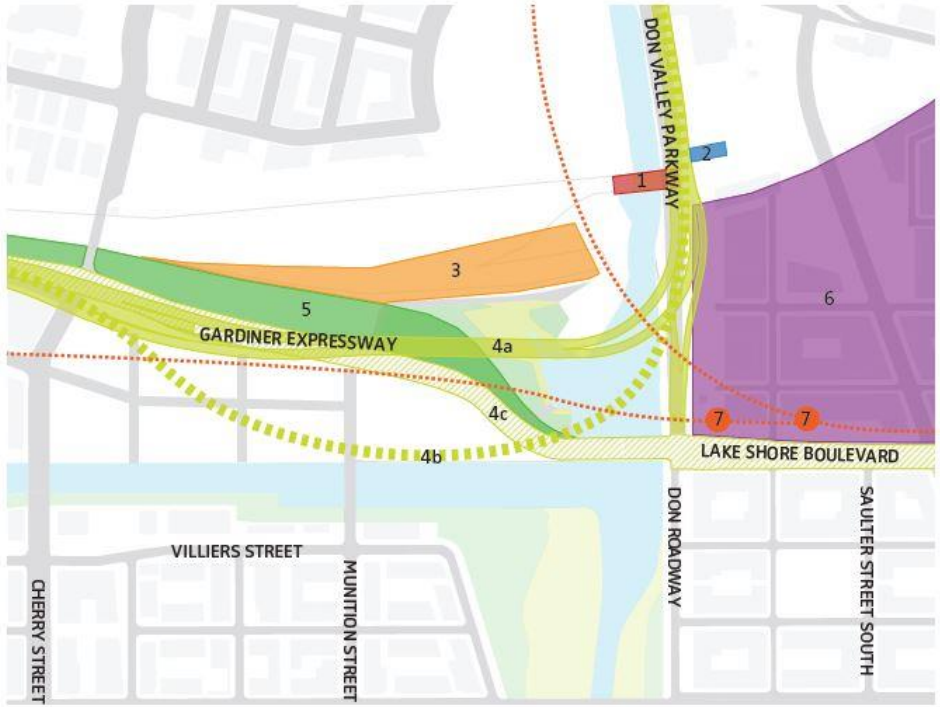 DON VALLEY PARKWAY
2
1
3
6
5
GARDINER EXPRESSWAY
4a
4c
7
7
4b
LAKE SHORE BOULEVARD
VILLIERS STREET
CHERRY STREET
MUNITION STREET
DON ROADWAY
SAULTER STREET SOUTH